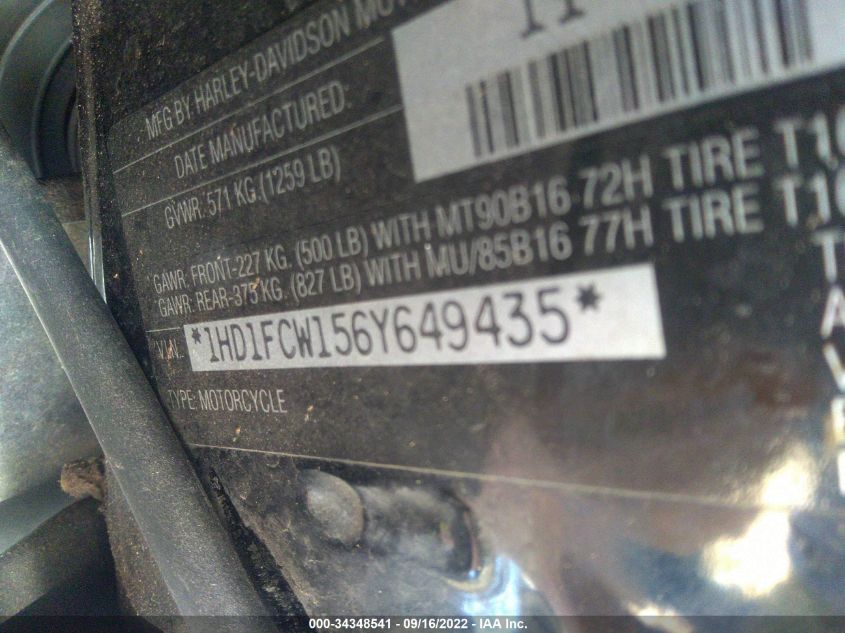 MFG BY HARLEY-DAVIDSON
DATE MANUFACTURED:
GVWR: 571 KG.(1259 LB)
GAWR: FRONT-227 KG. (500 LB) WITH MT90B16 72H TIRE
GAWR: REAR-375 KG. (827 LB) WITH MU/85B16 77H TIRE
V.I.N.: *1HD1FCW156Y649435*
TYPE: MOTORCYCLE
000-34348541 - 09/16/2022 - IAA Inc.